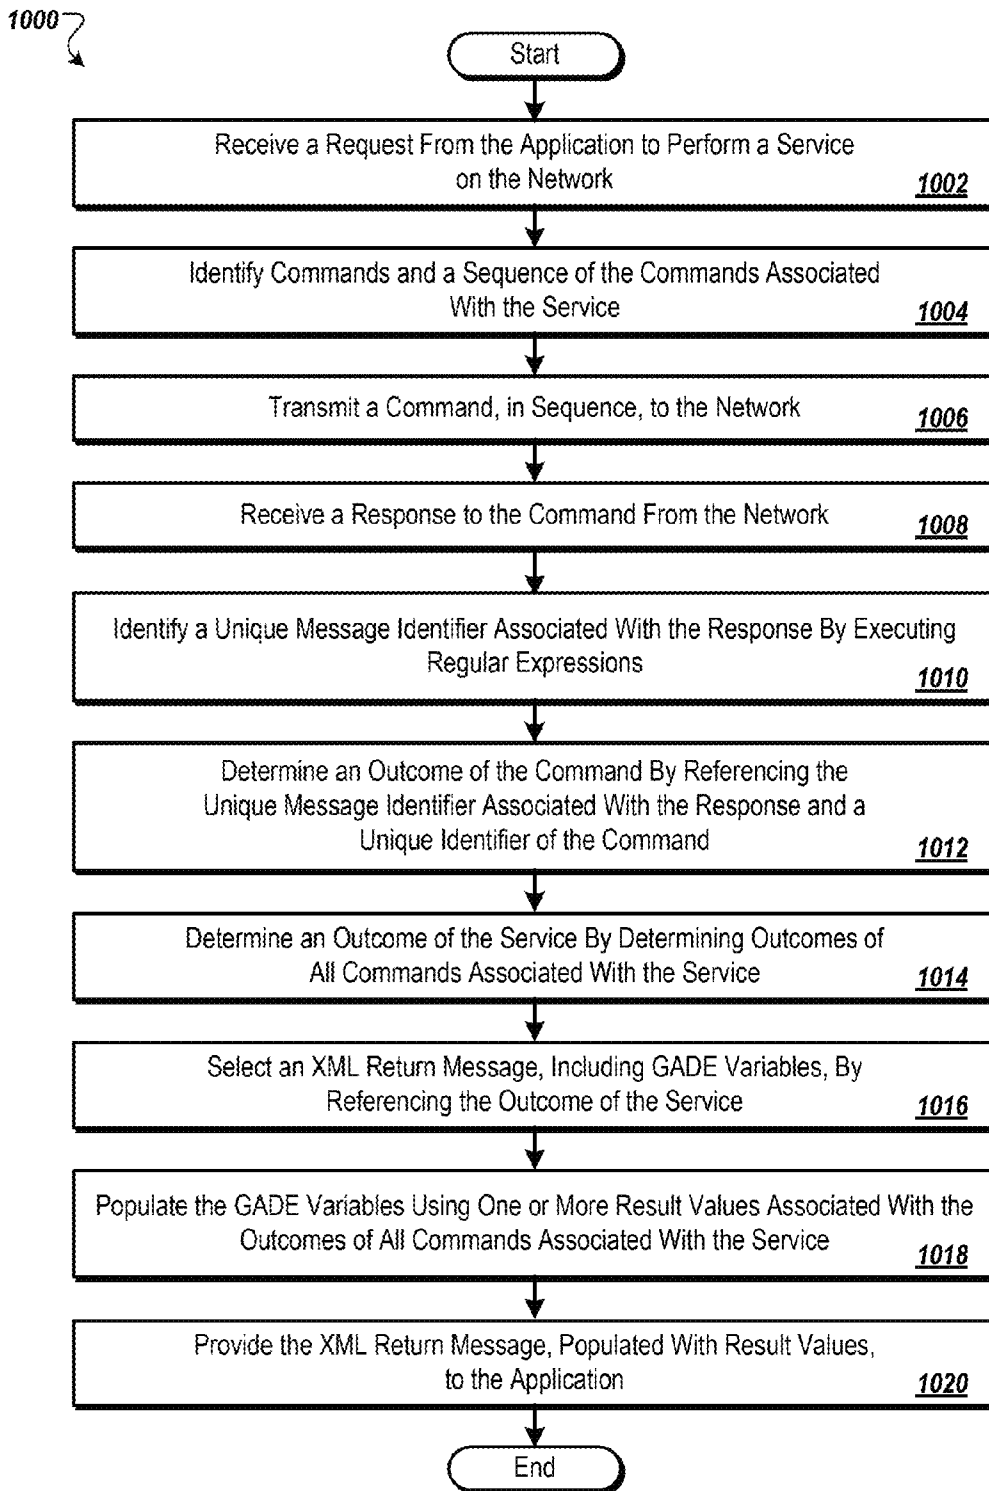 1000
Start
Receive a Request From the Application to Perform a Service
on the Network
1002
Identify Commands and a Sequence of the Commands Associated
With the Service
1004
Transmit a Command, in Sequence, to the Network
1006
Receive a Response to the Command From the Network
1008
Identify a Unique Message Identifier Associated With the Response By Executing
Regular Expressions
1010
Determine an Outcome of the Command By Referencing the
Unique Message Identifier Associated With the Response and a
Unique Identifier of the Command
1012
Determine an Outcome of the Service By Determining Outcomes of
All Commands Associated With the Service
1014
Select an XML Return Message, Including GADE Variables, By
Referencing the Outcome of the Service
1016
Populate the GADE Variables Using One or More Result Values Associated With the
Outcomes of All Commands Associated With the Service
1018
Provide the XML Return Message, Populated With Result Values,
to the Application
1020
End